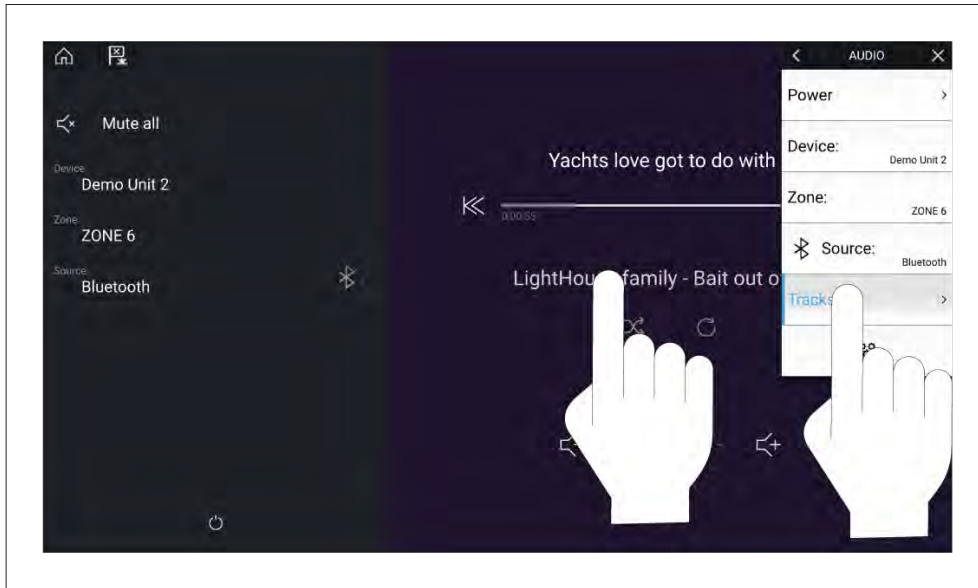 Mute all
Device
Demo Unit 2
Zone
ZONE 6
Source
Bluetooth
Yachts love got to do with
0:00:55
family - Bait out
AUDIO
Power
Device:
Demo Unit 2
Zone:
ZONE 6
Source:
Bluetooth
Tracks